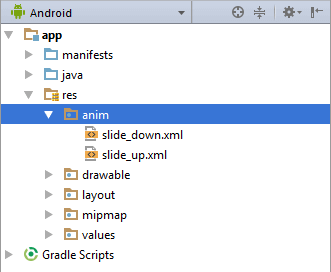 Android
app
manifests
java
res
anim
slide_down.xml
slide_up.xml
drawable
layout
mipmap
values
Gradle Scripts